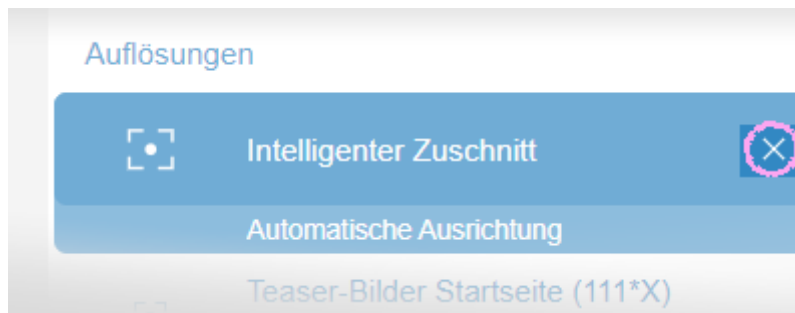 Auflösungen
Intelligenter Zuschnitt
Automatische Ausrichtung
Teaser-Bilder Startseite (111*X)